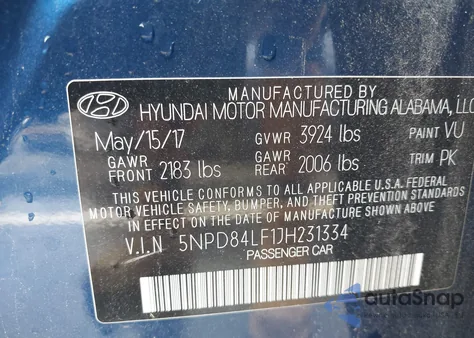 MANUFACTURED BY
HYUNDAI MOTOR MANUFACTURING ALABAMA, LLC
May/15/17 GVWR 3924 lbs PAINT VU
GAWR FRONT 2183 lbs GAWR REAR 2006 lbs TRIM PK
THIS VEHICLE CONFORMS TO ALL APPLICABLE U.S.A. FEDERAL
MOTOR VEHICLE SAFETY, BUMPER, AND THEFT PREVENTION STANDARDS
IN EFFECT ON THE DATE OF MANUFACTURE SHOWN ABOVE.
V.I.N 5NPD84LF1JH231334
PASSENGER CAR
autoSnap